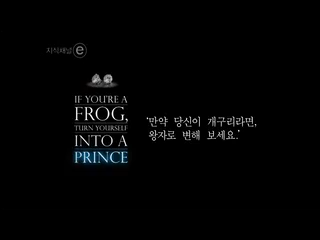 지식채널e
IF YOU'RE A
FROG,
TURN YOURSELF
INTO A
PRINCE
'만약 당신이 개구리라면,
왕자로 변해 보세요.'